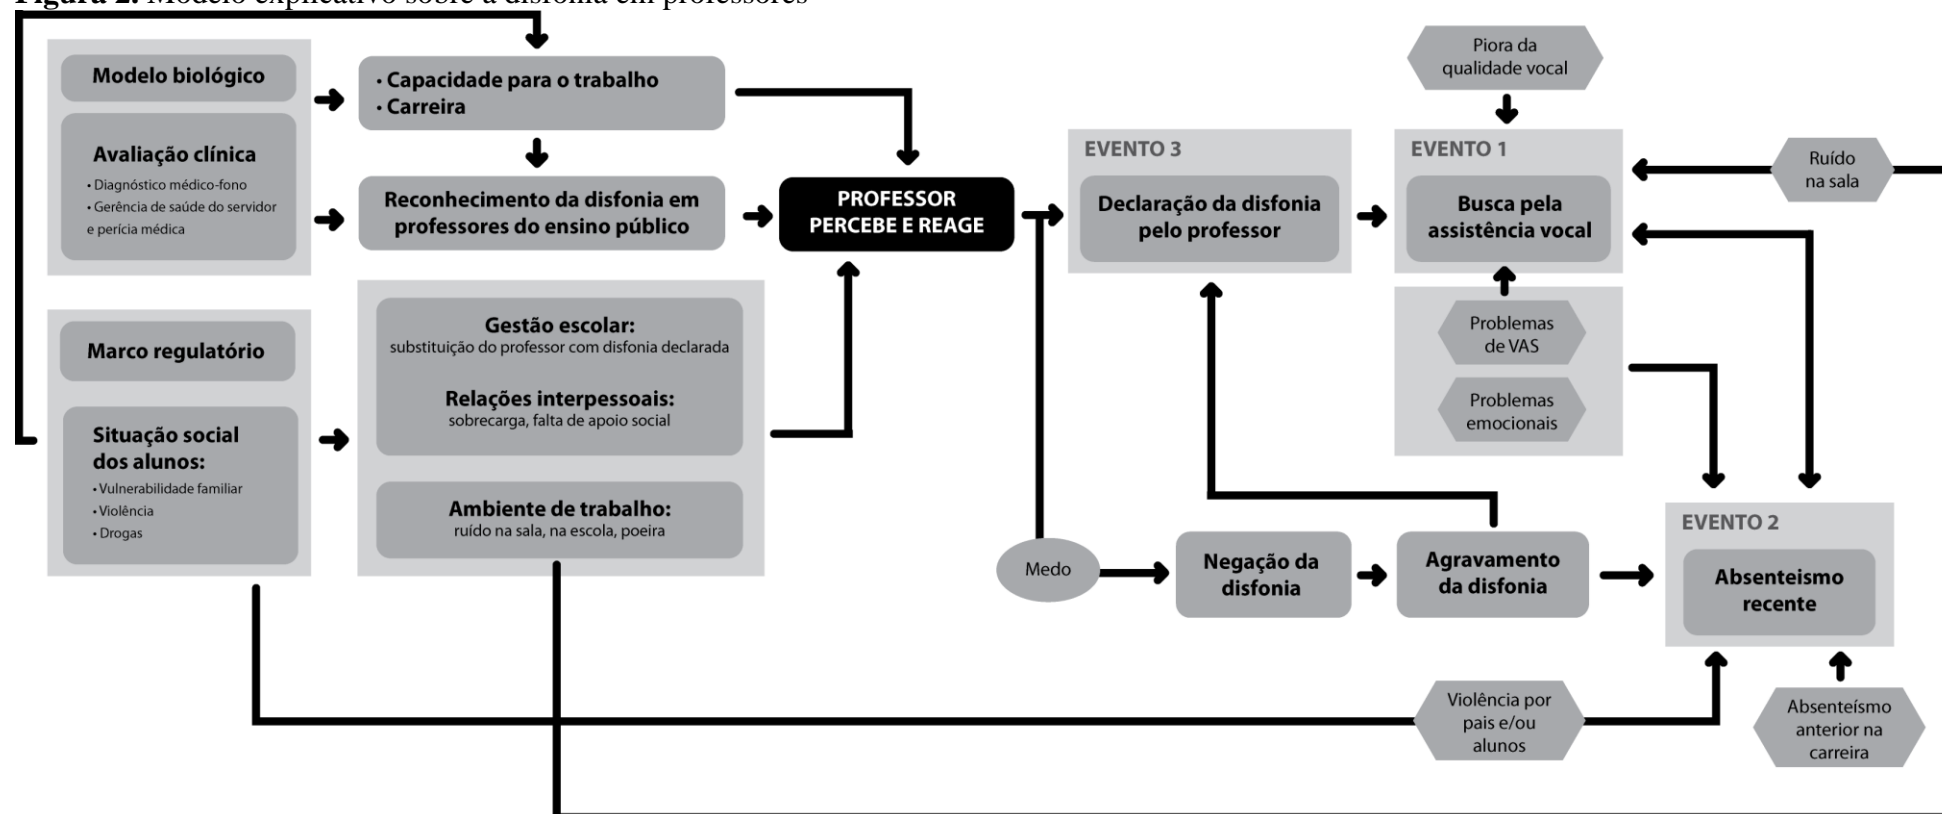 Figura 2. Modelo explicativo sobre a disfonia em professores
Modelo biológico
Avaliação clínica
• Diagnóstico médico-fono
• Gerência de saúde do servidor
e perícia médica
Marco regulatório
Situação social
dos alunos:
• Vulnerabilidade familiar
• Violência
• Drogas
• Capacidade para o trabalho
• Carreira
Reconhecimento da disfonia em
professores do ensino público
Gestão escolar:
substituição do professor com disfonia declarada
Relações interpessoais:
sobrecarga, falta de apoio social
Ambiente de trabalho:
ruído na sala, na escola, poeira
PROFESSOR
PERCEBE E REAGE
EVENTO 3
Declaração da disfonia
pelo professor
Medo
Negação da
disfonia
Agravamento
da disfonia
Piora da
qualidade vocal
EVENTO 1
Busca pela
assistência vocal
Problemas
de VAS
Problemas
emocionais
Ruído
na sala
EVENTO 2
Absenteismo
recente
Violência por
pais e/ou
alunos
Absenteísmo
anterior na
carreira